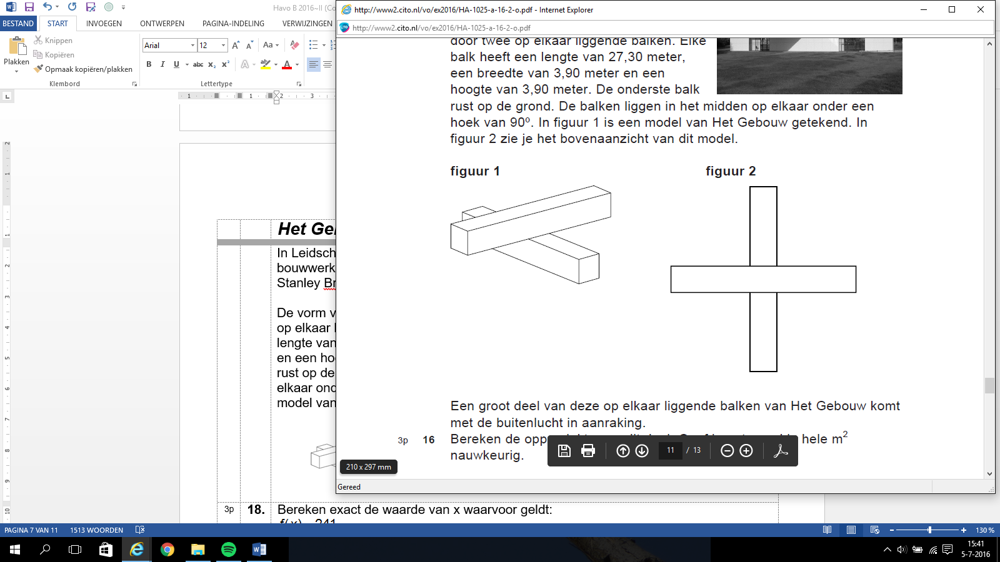 Havo B 2016~II (C
BESTAND START INVOEGEN ONTWERPEN PAGINA-INDELING VERWIJZINGEN
Plakken
Knippen
Kopiëren
Opmaak kopiëren/plakken
Klembord
Arial 12
Lettertype
Het Ge
In Leidsch
bouwwerk
Stanley Br
De vorm v
op elkaar
lengte van
en een ho
rust op de
elkaar ond
model van
3p 18. Bereken exact de waarde van x waarvoor geldt:
PAGINA 7 VAN 11 1513 WOORDEN
130 %
http://www2.cito.nl/vo/ex2016/HA-1025-a-16-2-o.pdf - Internet Explorer
http://www2.cito.nl/vo/ex2016/HA-1025-a-16-2-o.pdf
door twee op elkaar liggende balken. Elke
balk heeft een lengte van 27,30 meter,
een breedte van 3,90 meter en een
hoogte van 3,90 meter. De onderste balk
rust op de grond. De balken liggen in het midden op elkaar onder een
hoek van 90º. In figuur 1 is een model van Het Gebouw getekend. In
figuur 2 zie je het bovenaanzicht van dit model.
figuur 1
figuur 2
Een groot deel van deze op elkaar liggende balken van Het Gebouw komt
met de buitenlucht in aanraking.
3p 16 Bereken de opp hele m²
nauwkeurig.
11 / 13
210 x 297 mm
Gereed
15:41
5-7-2016